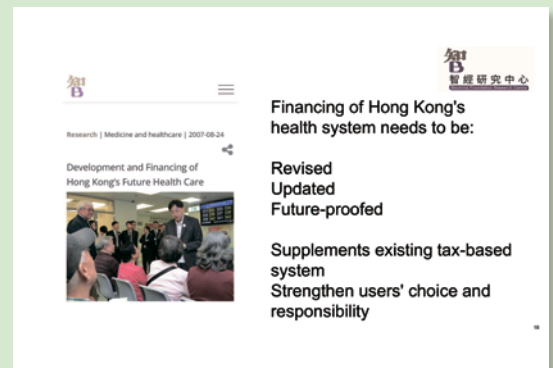 智經研究中心
Research | Medicine and healthcare | 2007-08-24
Development and Financing of
Hong Kong's Future Health Care
Financing of Hong Kong's
health system needs to be:
Revised
Updated
Future-proofed
Supplements existing tax-based
system
Strengthen users' choice and
responsibility